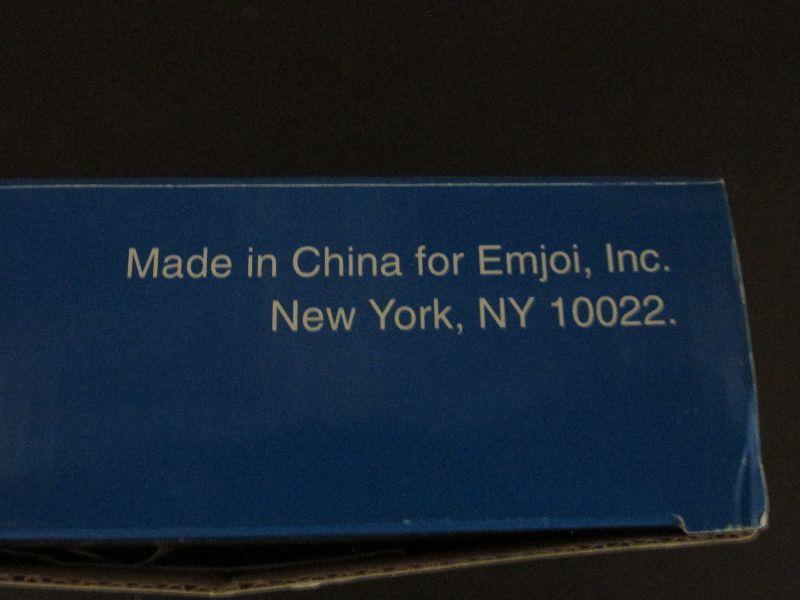 Made in China for Emjoi, Inc.
New York, NY 10022.